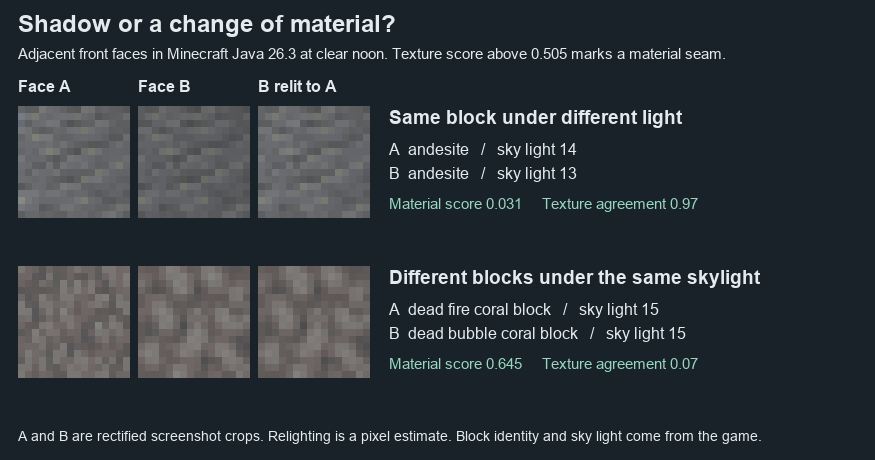 Shadow or a change of material?
Adjacent front faces in Minecraft Java 26.3 at clear noon. Texture score above 0.505 marks a material seam.
Face A Face B B relit to A
Same block under different light
A andesite / sky light 14
B andesite / sky light 13
Material score 0.031 Texture agreement 0.97
Different blocks under the same skylight
A dead fire coral block / sky light 15
B dead bubble coral block / sky light 15
Material score 0.645 Texture agreement 0.07
A and B are rectified screenshot crops. Relighting is a pixel estimate. Block identity and sky light come from the game.